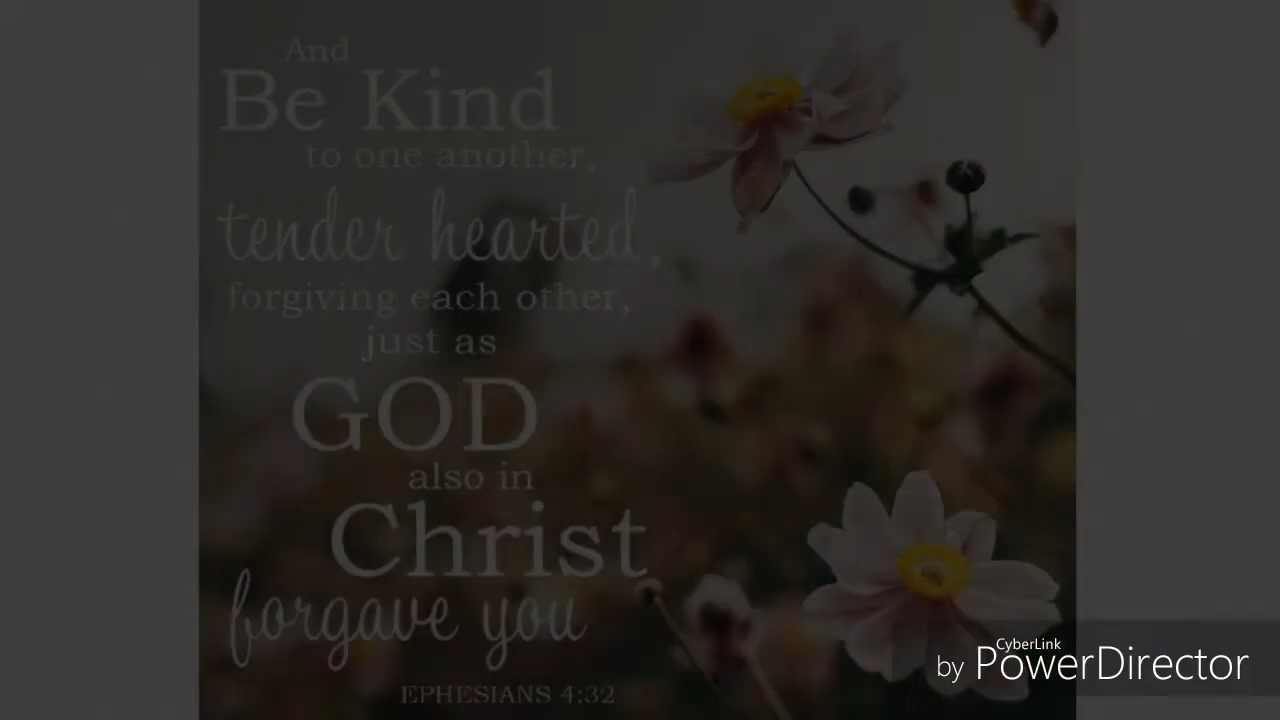 And
Be Kind
to one another,
tender hearted,
forgiving each other,
just as
GOD
also in
Christ
forgave you
EPHESIANS 4:32
CyberLink
by PowerDirector